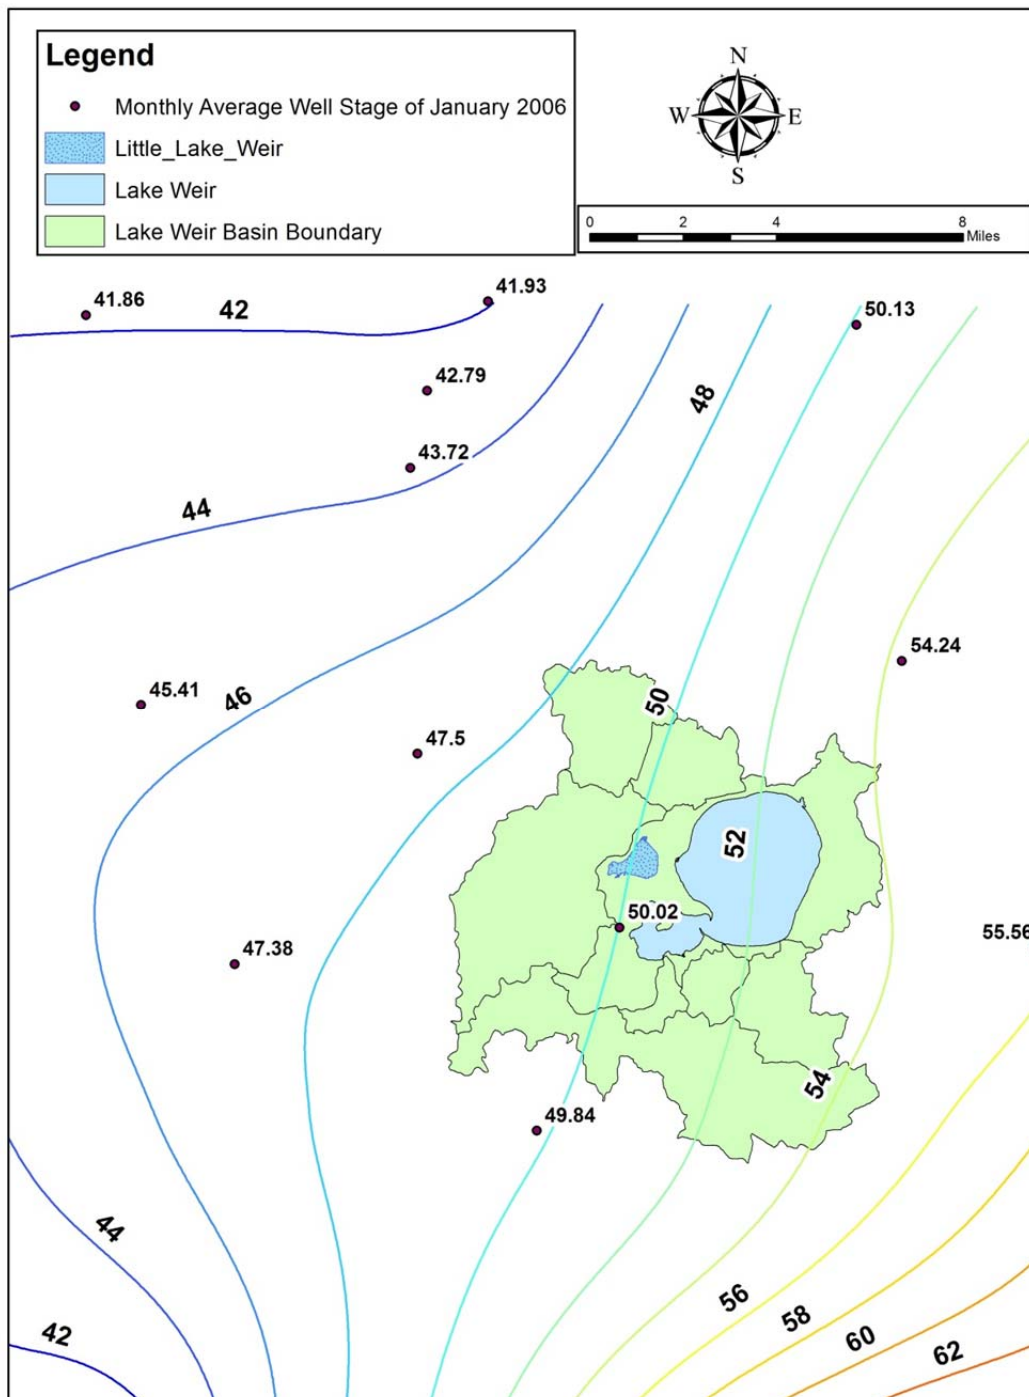 Legend
Monthly Average Well Stage of January 2006
Little_Lake_Weir
Lake Weir
Lake Weir Basin Boundary
N
W E
S
0 2 4 8
Miles
41.86
42
41.93
50.13
42.79
48
43.72
44
54.24
45.41
46
50
47.5
52
50.02
55.56
47.38
54
49.84
44
56
58
42
60
62